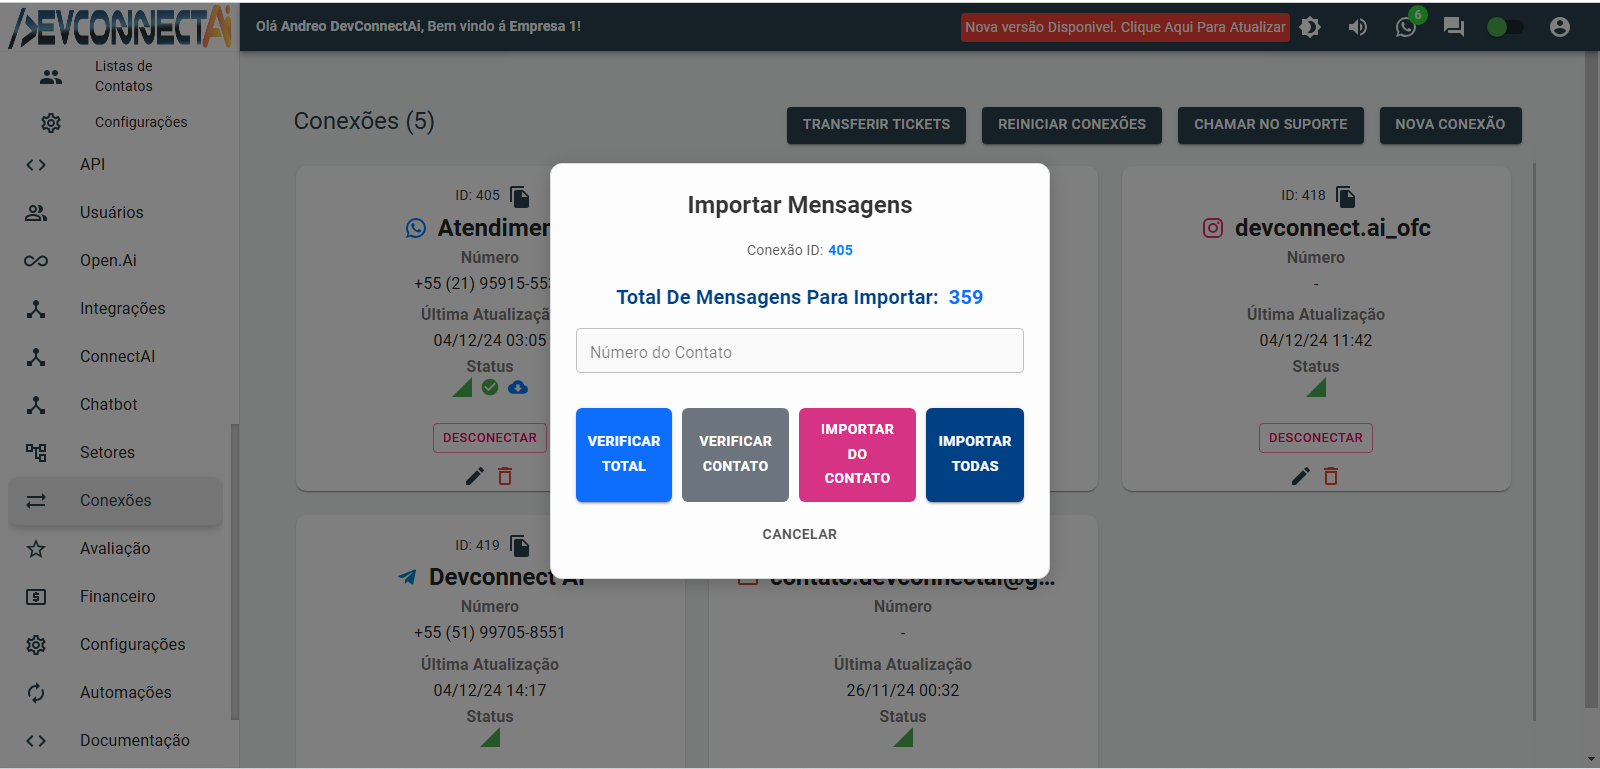 DEVCONNECTAi
Olá Andreo DevConnectAi, Bem vindo á Empresa 1!
Nova versão Disponivel. Clique Aqui Para Atualizar
6
Listas de
Contatos
Configurações
API
Usuários
Open.Ai
Integrações
ConnectAI
Chatbot
Setores
Conexões
Avaliação
Financeiro
Configurações
Automações
Documentação
Conexões (5)
TRANSFERIR TICKETS
REINICIAR CONEXÕES
CHAMAR NO SUPORTE
NOVA CONEXÃO
ID: 405
Número
Última
04/12/24 03:05
Status
DESCONECTAR
Importar Mensagens
Conexão ID: 405
Total De Mensagens Para Importar: 359
Número do Contato
VERIFICAR
TOTAL
VERIFICAR
CONTATO
IMPORTAR
DO
CONTATO
IMPORTAR
TODAS
CANCELAR
ID: 418
devconnect.ai_ofc
Número
-
Última Atualização
04/12/24 11:42
Status
DESCONECTAR
ID: 419
Devconnect Ai
Número
+55 (51) 99705-8551
Última Atualização
04/12/24 14:17
Status
contato.devconnectai@g...
Número
-
Última Atualização
26/11/24 00:32
Status